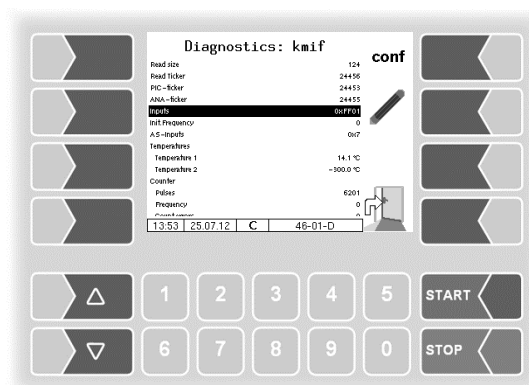 Diagnostics: kmif
conf
Read size 124
Read Ticker 24456
PIC-ticker 24453
ANA-ticker 24455
Inputs 0xFF01
Init.Frequency 0
AS-Inputs 0x7
Temperatures
Temperature 1 14.1 °C
Temperature 2 -300.0 °C
Counter
Pulses 6201
Frequency 0
13:53 25.07.12 C 46-01-D
1 2 3 4 5 START
6 7 8 9 0 STOP